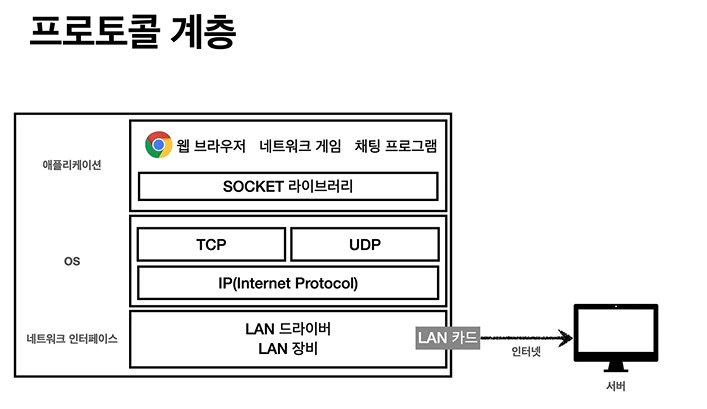 프로토콜 계층
애플리케이션
웹 브라우저 네트워크 게임 채팅 프로그램
SOCKET 라이브러리
OS
TCP
UDP
IP(Internet Protocol)
네트워크 인터페이스
LAN 드라이버
LAN 장비
LAN 카드
인터넷
서버